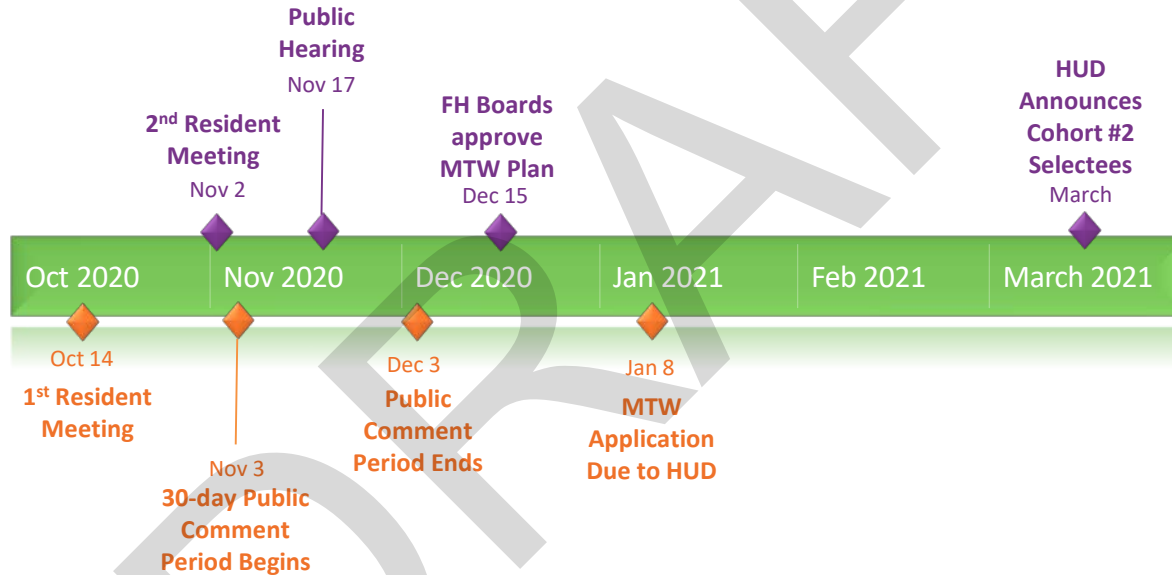 Public
Hearing
Nov 17
2nd Resident
Meeting
Nov 2
FH Boards
approve
MTW Plan
Dec 15
HUD
Announces
Cohort #2
Selectees
March
Oct 2020
Nov 2020
Dec 2020
Jan 2021
Feb 2021
March 2021
Oct 14
1st Resident
Meeting
Nov 3
30-day Public
Comment
Period Begins
Dec 3
Public
Comment
Period Ends
Jan 8
MTW
Application
Due to HUD
DRAF